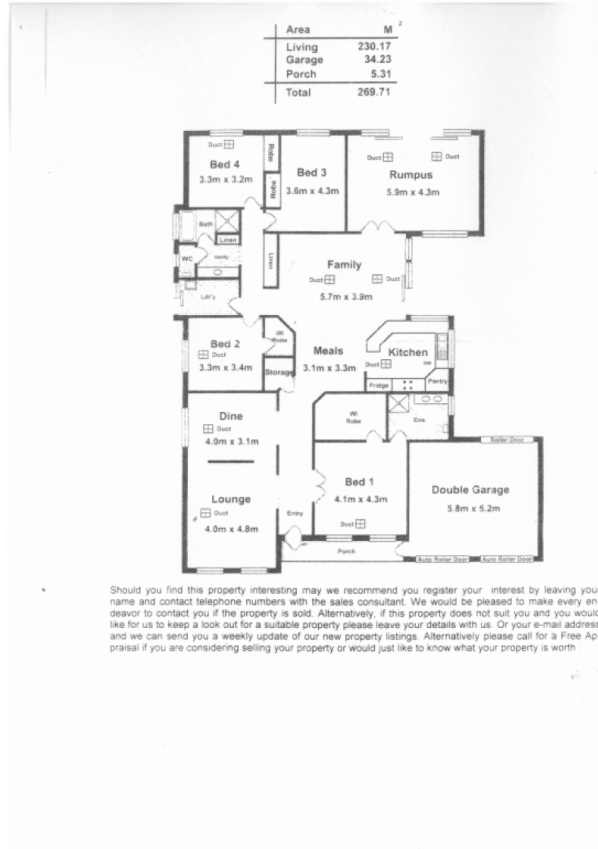 Area M 2
Living 230.17
Garage 34.23
Porch 5.31
Total 269.71
Duct
Bed 4
3.3m x 3.2m
Robe
Robe
Bed 3
3.6m x 4.3m
Duct Duct
Rumpus
5.9m x 4.3m
Bath
Linen
WC
vanity
Linen
Family
Duct Duct
5.7m x 3.9m
Ldr'y
Bed 2
Duct
3.3m x 3.4m
WI
Robe
Storage
Meals
3.1m x 3.3m
Kitchen
Duct
DW
Fridge
Pantry
Dine
Duct
4.0m x 3.1m
WI
Robe
Ens.
Roller Door
Lounge
Duct
4.0m x 4.8m
Bed 1
4.1m x 4.3m
Duct
Entry
Porch
Double Garage
5.8m x 5.2m
Auto Roller Door Auto Roller Door
Should you find this property interesting may we recommend you register your interest by leaving you
name and contact telephone numbers with the sales consultant. We would be pleased to make every en
deavor to contact you if the property is sold. Alternatively, if this property does not suit you and you would
like for us to keep a look out for a suitable property please leave your details with us. Or your e-mail address
and we can send you a weekly update of our new property listings. Alternatively please call for a Free Ap
praisal if you are considering selling your property or would just like to know what your property is worth.